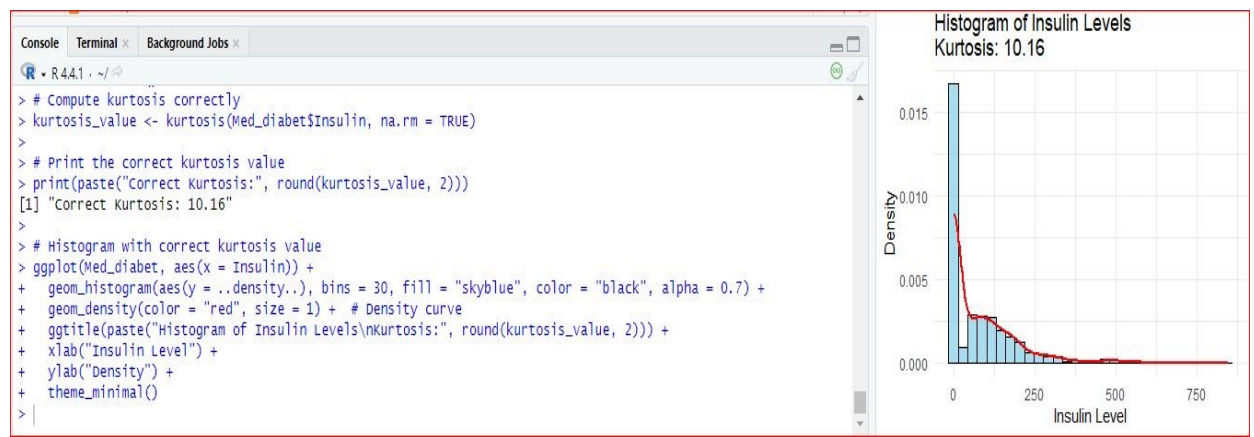 Console Terminal × Background Jobs ×
R 4.4.1 · ~/
> # Compute kurtosis correctly
> kurtosis_value <- kurtosis(Med_diabet$Insulin, na.rm = TRUE)
>
> # Print the correct kurtosis value
> print(paste("Correct Kurtosis:", round(kurtosis_value, 2)))
[1] "Correct Kurtosis: 10.16"
>
> # Histogram with correct kurtosis value
> ggplot(Med_diabet, aes(x = Insulin)) +
+ geom_histogram(aes(y = ..density..), bins = 30, fill = "skyblue", color = "black", alpha = 0.7) +
+ geom_density(color = "red", size = 1) + # Density curve
+ ggtitle(paste("Histogram of Insulin Levels\nKurtosis:", round(kurtosis_value, 2))) +
+ xlab("Insulin Level") +
+ ylab("Density") +
+ theme_minimal()
>
Histogram of Insulin Levels
Kurtosis: 10.16
Density
0.015
0.010
0.005
0.000
0 250 500 750
Insulin Level